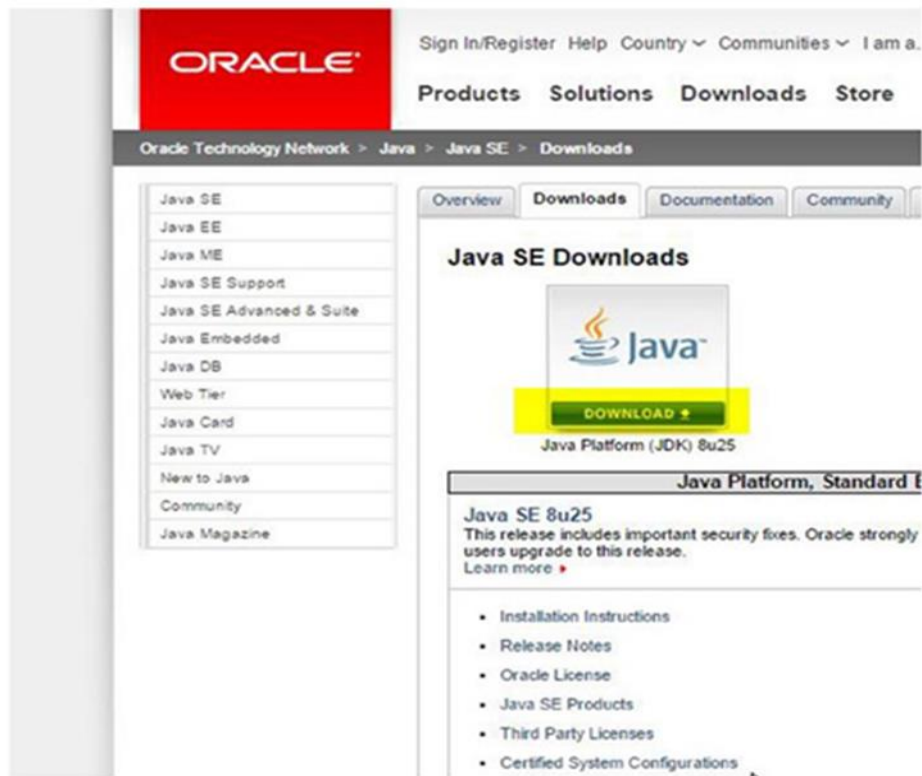 ORACLE
Sign In/Register Help Country Communities I am a.
Products Solutions Downloads Store
Oracle Technology Network > Java > Java SE > Downloads
Java SE
Java EE
Java ME
Java SE Support
Java SE Advanced & Suite
Java Embedded
Java DB
Web Tier
Java Card
Java TV
New to Java
Community
Java Magazine
Overview Downloads Documentation Community
Java SE Downloads
Java™
DOWNLOAD
Java Platform (JDK) 8u25
Java Platform, Standard E
Java SE 8u25
This release includes important security fixes. Oracle strongly
users upgrade to this release.
Learn more
• Installation Instructions
• Release Notes
• Oracle License
• Java SE Products
• Third Party Licenses
• Certified System Configurations